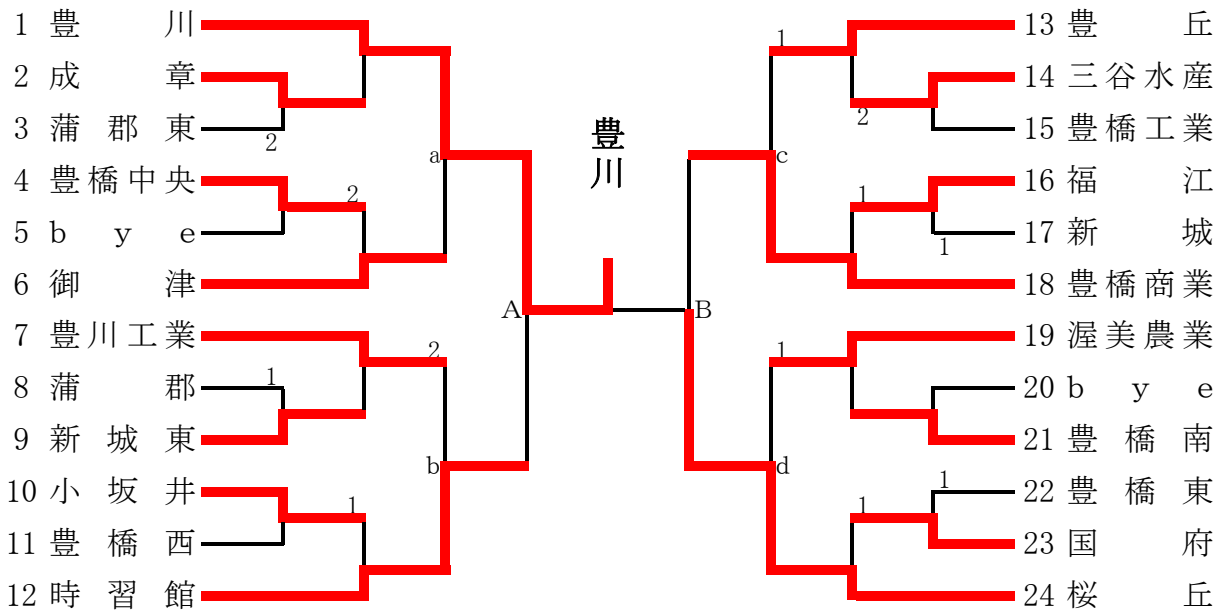 1 豊川
2 成章
3 蒲郡東
4 豊橋中央
5 ｂｙｅ
6 御津
7 豊川工業
8 蒲郡
9 新城東
10 小坂井
11 豊橋西
12 時習館
2
2
1
2
1
a
b
A
豊川
B
c
d
1
2
1
1
1
1
1
13 豊丘
14 三谷水産
15 豊橋工業
16 福江
17 新城
18 豊橋商業
19 渥美農業
20 ｂｙｅ
21 豊橋南
22 豊橋東
23 国府
24 桜丘